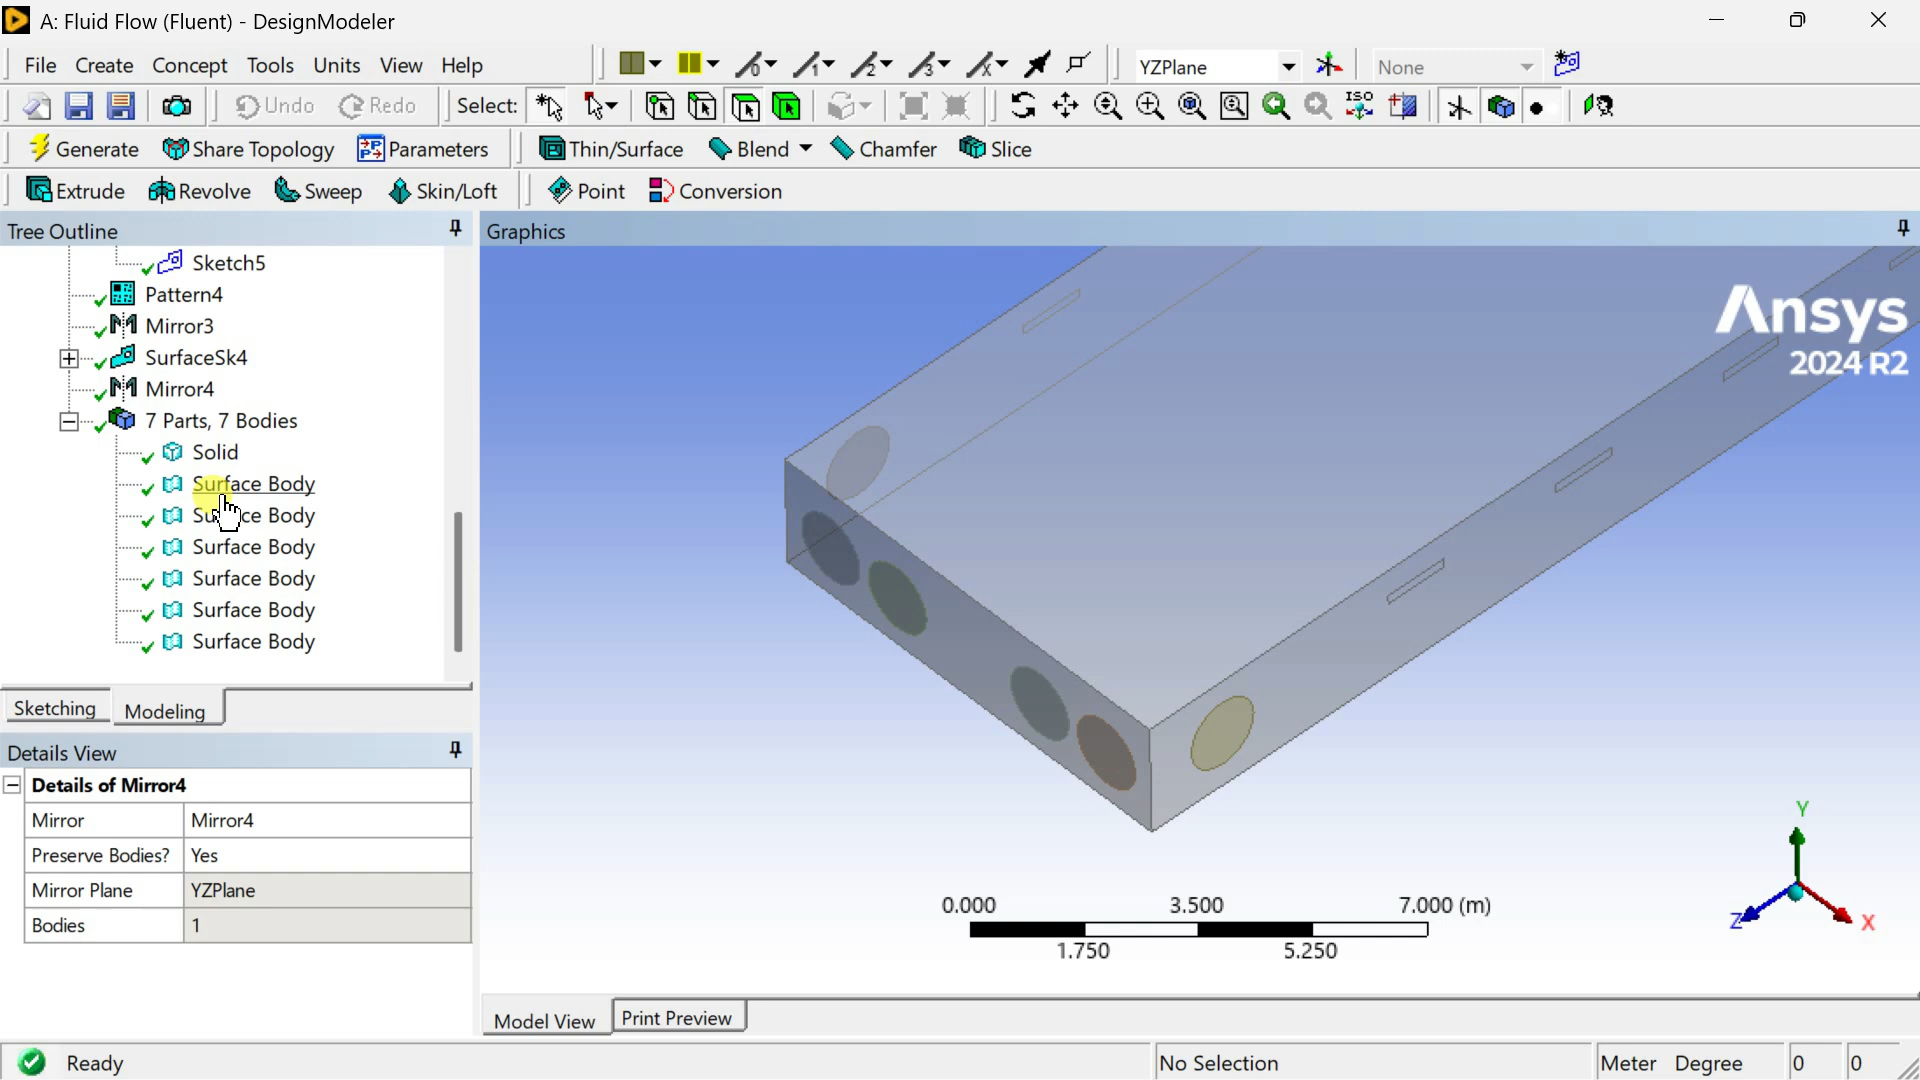 A: Fluid Flow (Fluent) - DesignModeler
File Create Concept Tools Units View Help
0 1 2 3 x YZPlane None
Undo Redo Select: ISO
Generate Share Topology Parameters Thin/Surface Blend Chamfer Slice
Extrude Revolve Sweep Skin/Loft Point Conversion
Tree Outline
Sketch5
Pattern4
Mirror3
SurfaceSk4
Mirror4
7 Parts, 7 Bodies
Solid
Surface Body
Surface Body
Surface Body
Surface Body
Surface Body
Surface Body
Sketching Modeling
Details View
Details of Mirror4
Mirror Mirror4
Preserve Bodies? Yes
Mirror Plane YZPlane
Bodies 1
Graphics
Ansys
2024 R2
0.000 3.500 7.000 (m)
1.750 5.250
Y
Z X
Model View Print Preview
Ready No Selection Meter Degree 0 0